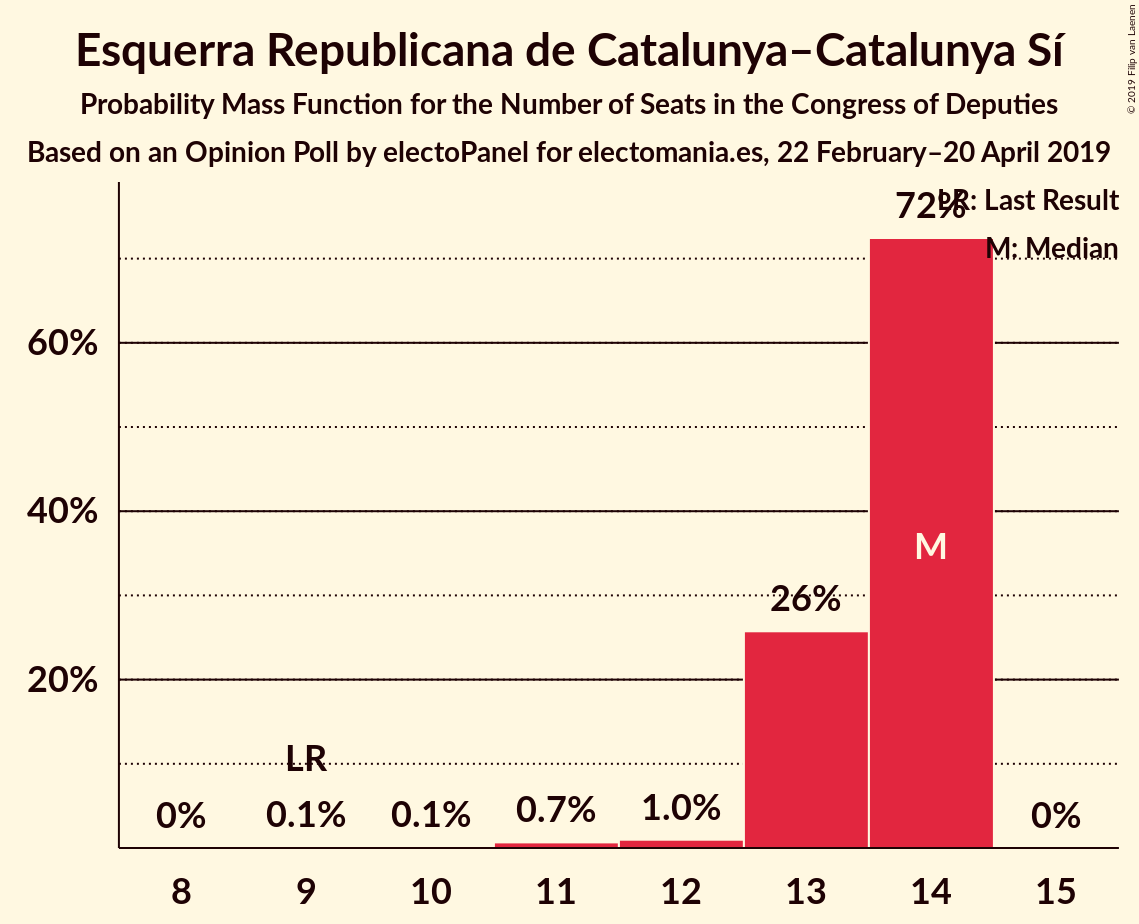 Esquerra Republicana de Catalunya–Catalunya Sí
Probability Mass Function for the Number of Seats in the Congress of Deputies
Based on an Opinion Poll by electoPanel for electomania.es, 22 February–20 April 2019
© 2019 Filip van Laenen
LR: Last Result
M: Median
60%
40%
20%
0%
LR
0.1%
0.1%
0.7%
1.0%
26%
72%
M
0%
8 9 10 11 12 13 14 15